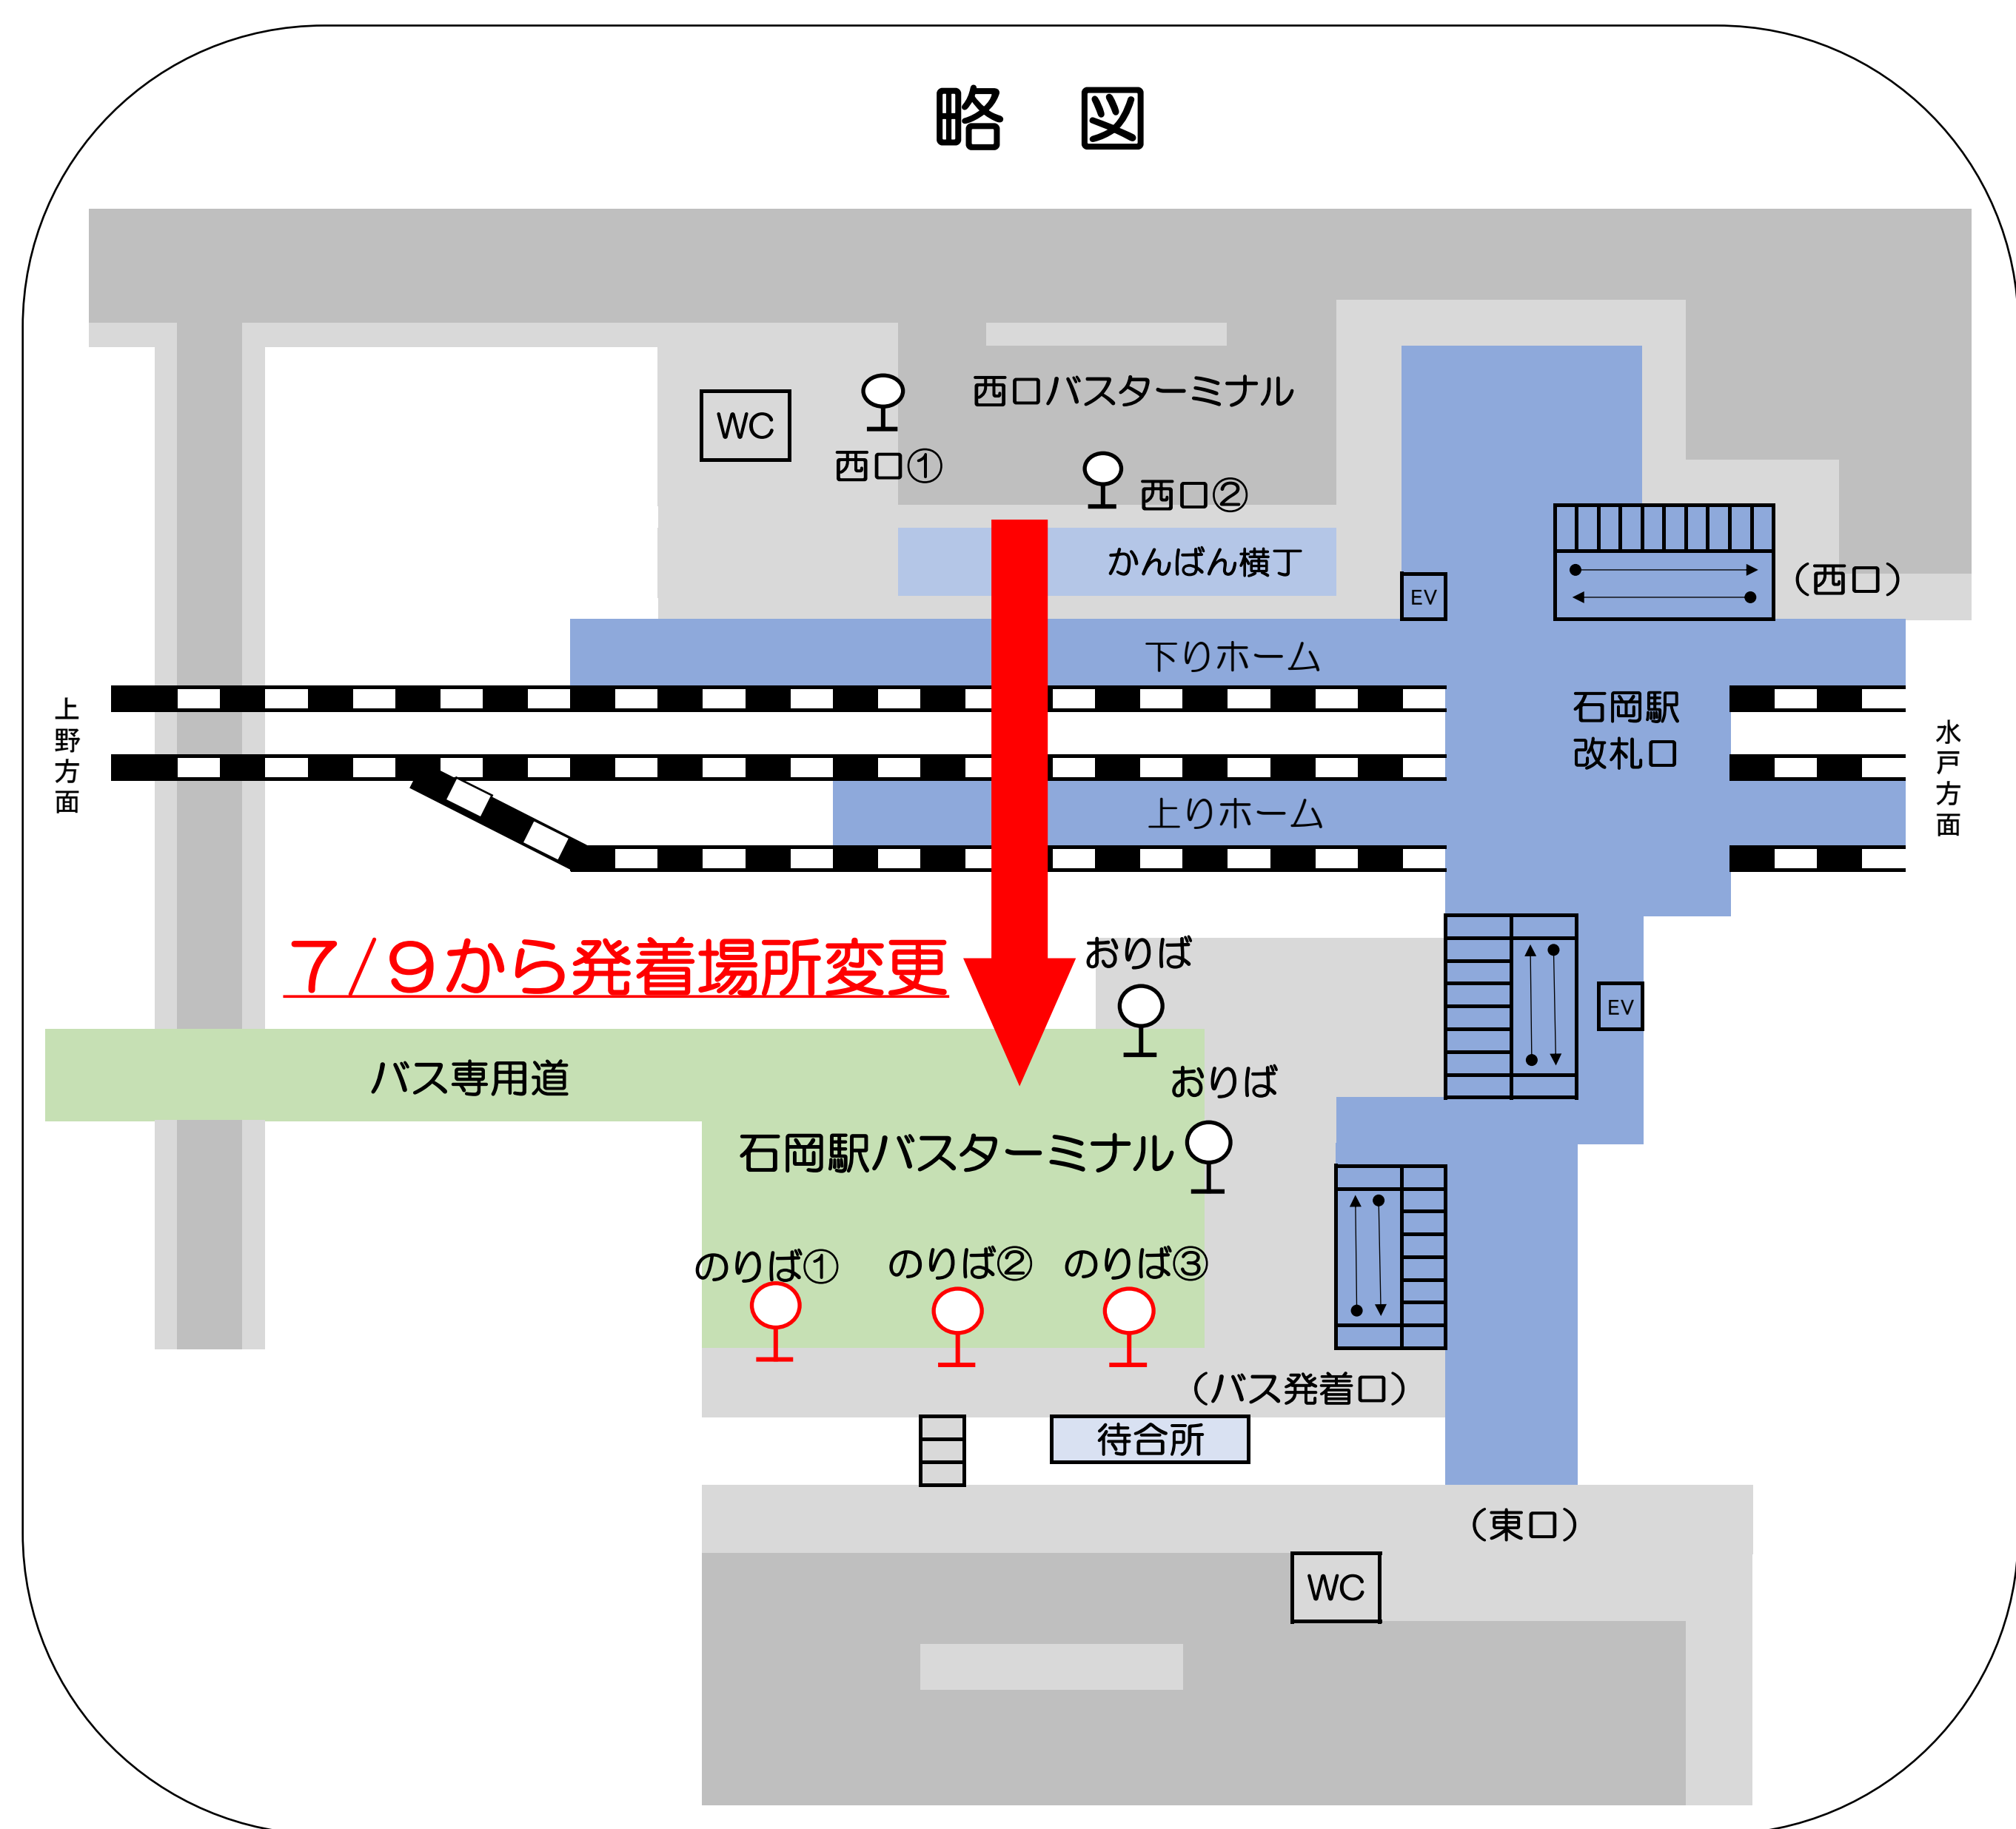 略　図
西口バスターミナル
WC
西口①
西口②
かんばん横丁
EV
（西口）
下りホーム
石岡駅
改札口
上野方面
水戸方面
上りホーム
７/９から発着場所変更
おりば
EV
バス専用道
おりば
石岡駅バスターミナル
のりば①
のりば②
のりば③
（バス発着口）
待合所
（東口）
WC